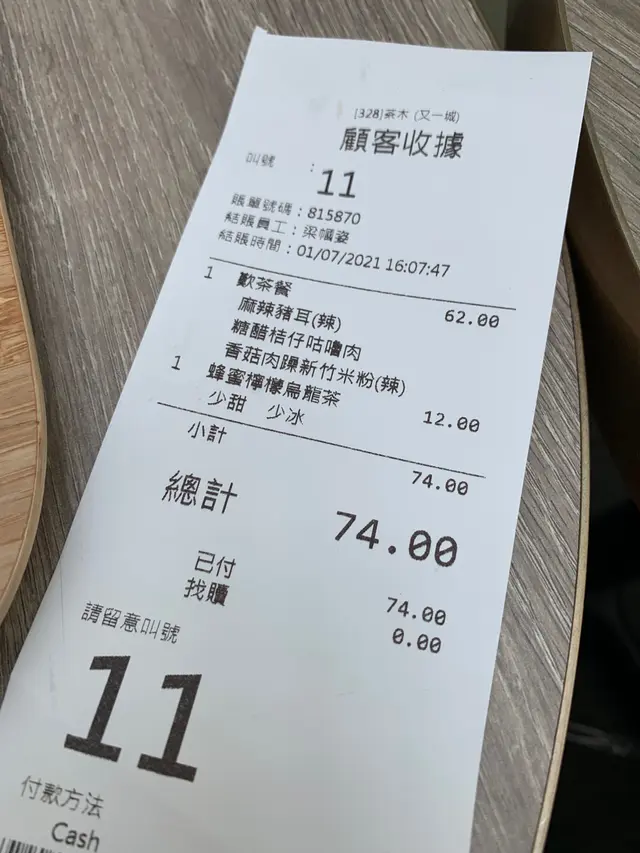 [328]茶木 (又一城)
顧客收據
叫號 : 11
賬單號碼：815870
結賬員工：梁幗姿
結賬時間：01/07/2021 16:07:47
1 歎茶餐 62.00
麻辣豬耳(辣)
糖醋桔仔咕嚕肉
香菇肉燥新竹米粉(辣)
1 蜂蜜檸檬烏龍茶 12.00
少甜 少冰
小計 74.00
總計 74.00
已付 74.00
找贖 0.00
請留意叫號
11
付款方法
Cash